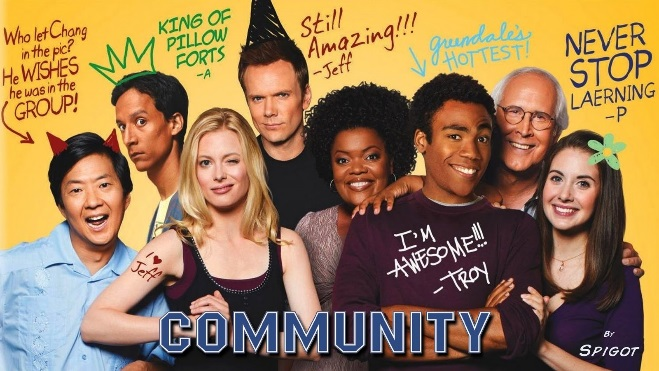 Who let Chang
in the pic?
He WISHES
he was in the
GROUP!
KING OF
PILLOW
FORTS
-A
Still
Amazing!!!
-Jeff
greendale's
HOTTEST!
NEVER
STOP
LAERNING
-P
I ♥
Jeff
I'M
AWESOME!!!
-TROY
COMMUNITY
BY
SPIGOT